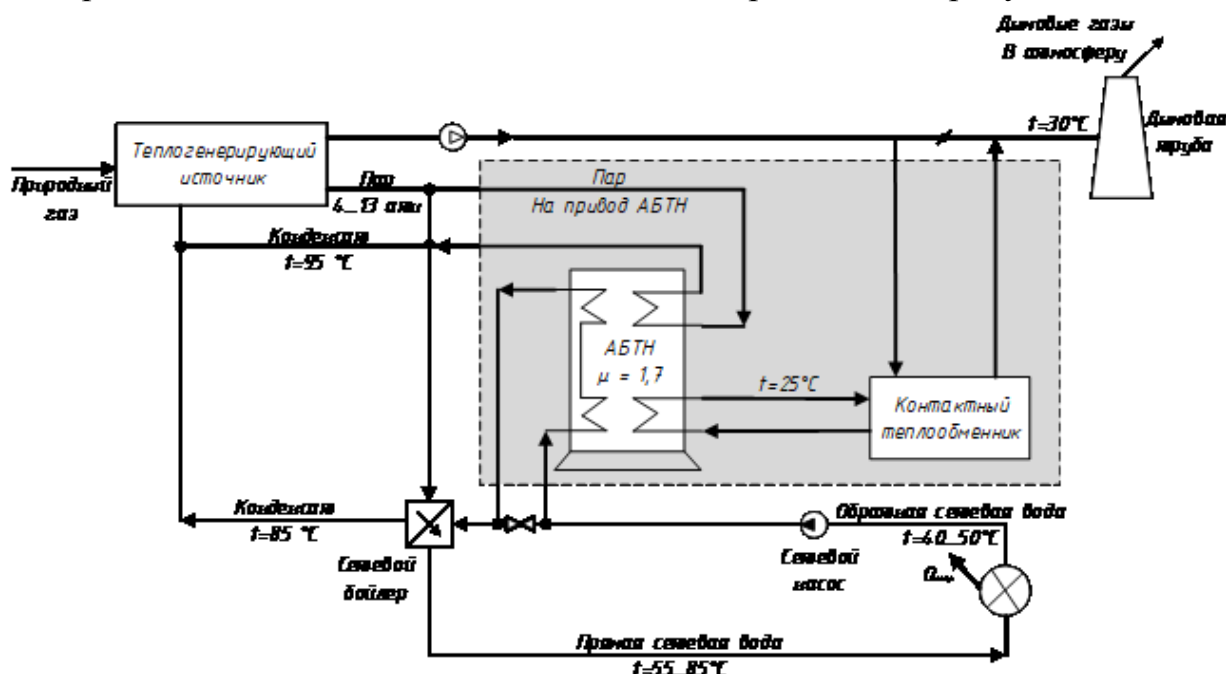 Дымовые газы
В атмосферу
t=30°C
Дымовая
труба
Теплогенерирующий
источник
Природный
газ
Пар
4...13 ати
Пар
На привод АБТН
Конденсат
t=95 °C
АБТН
μ = 1,7
t=25°C
Контактный
теплообменник
Конденсат
t=85 °C
Обратная сетевая вода
t=40...50°C
Сетевой
насос
Сетевой
бойлер
Прямая сетевая вода
t=55...85°C